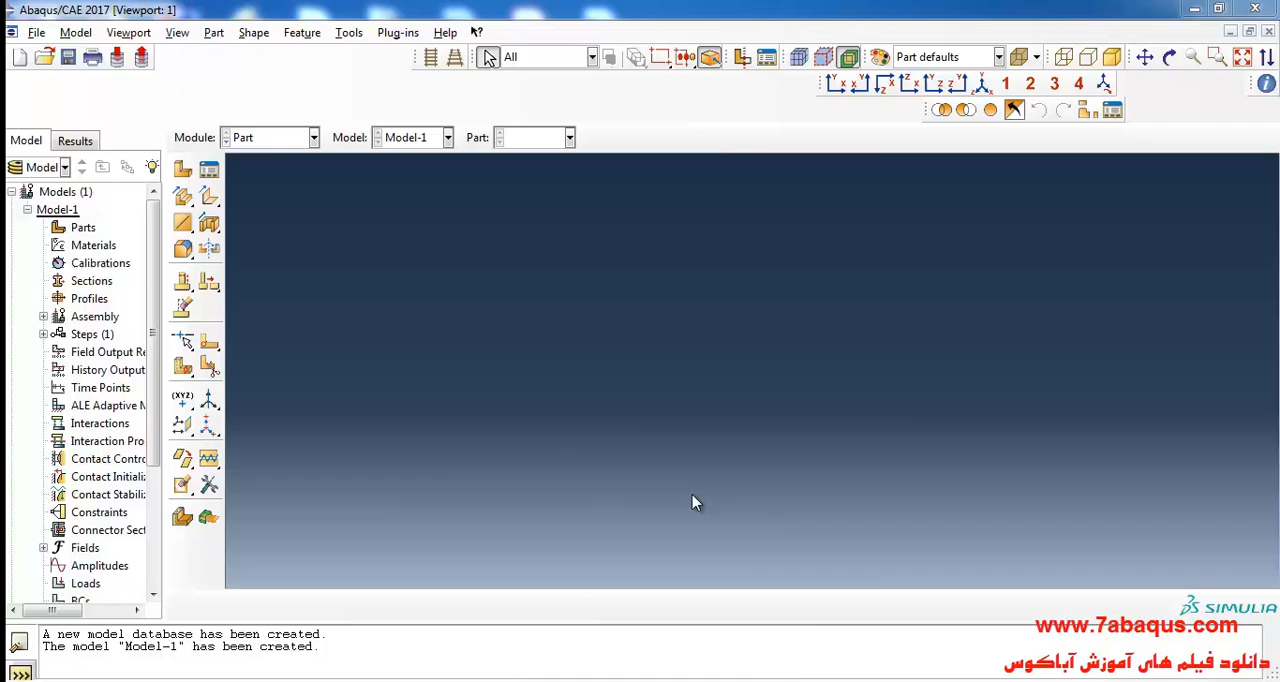 Abaqus/CAE 2017 [Viewport: 1]
File Model Viewport View Part Shape Feature Tools Plug-ins Help
All Part defaults
1 2 3 4
Model Results Module: Part Model: Model-1 Part:
Model
Models (1)
Model-1
Parts
Materials
Calibrations
Sections
Profiles
Assembly
Steps (1)
Field Output Re
History Output
Time Points
ALE Adaptive M
Interactions
Interaction Pro
Contact Contro
Contact Initializ
Contact Stabiliz
Constraints
Connector Sect
Fields
Amplitudes
Loads
BCs
(XYZ)
SIMULIA
A new model database has been created.
The model "Model-1" has been created.
www.7abaqus.com
دانلود فیلم های آموزش آباکوس